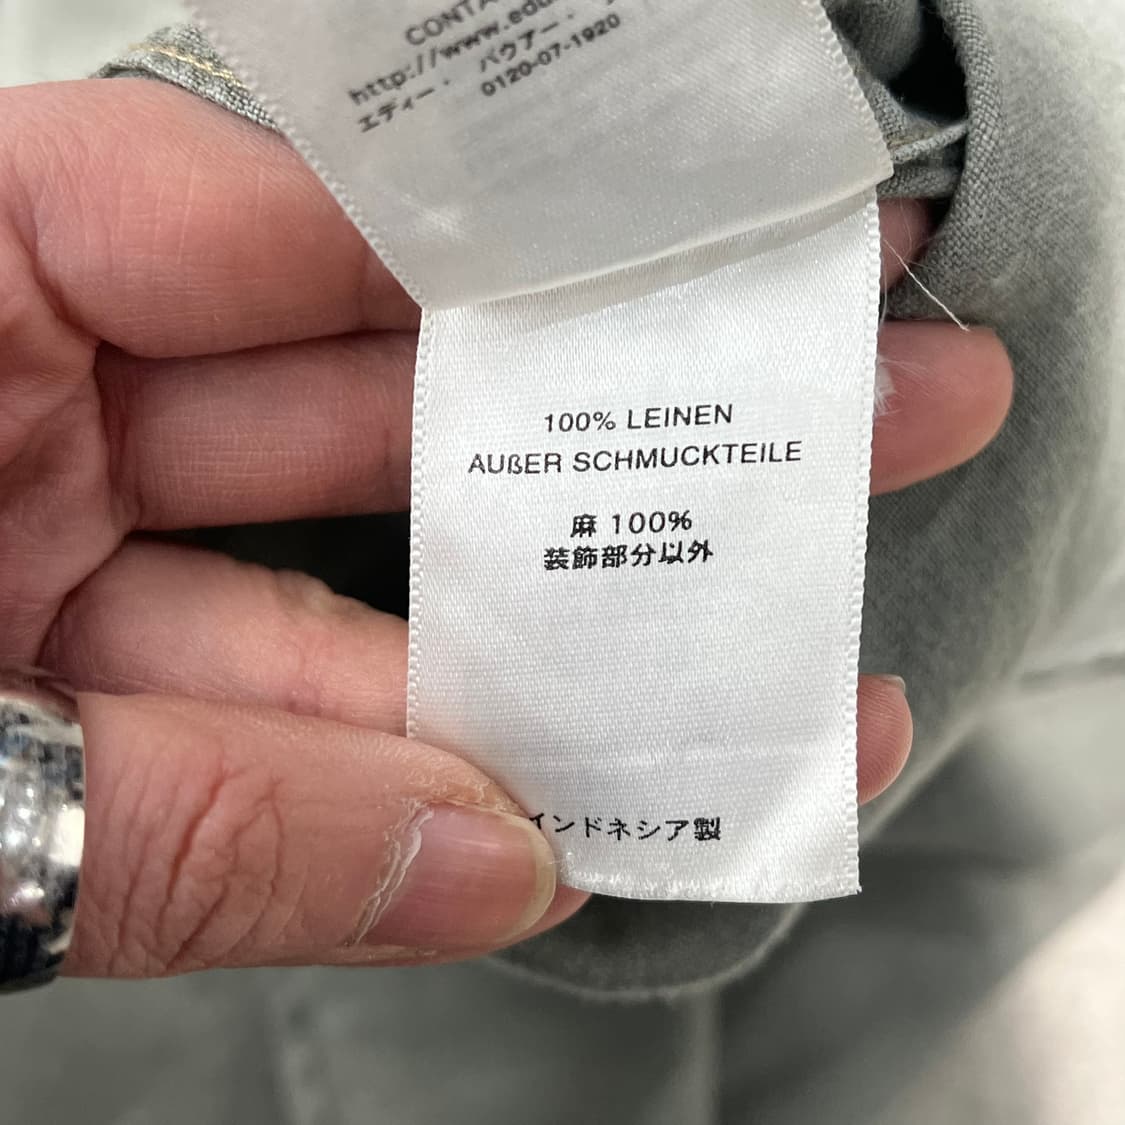 CONTA
http://www.edd
エディー・ バウアー・
0120-07-1920
100% LEINEN
AUßER SCHMUCKTEILE
麻 100%
装飾部分以外
インドネシア製